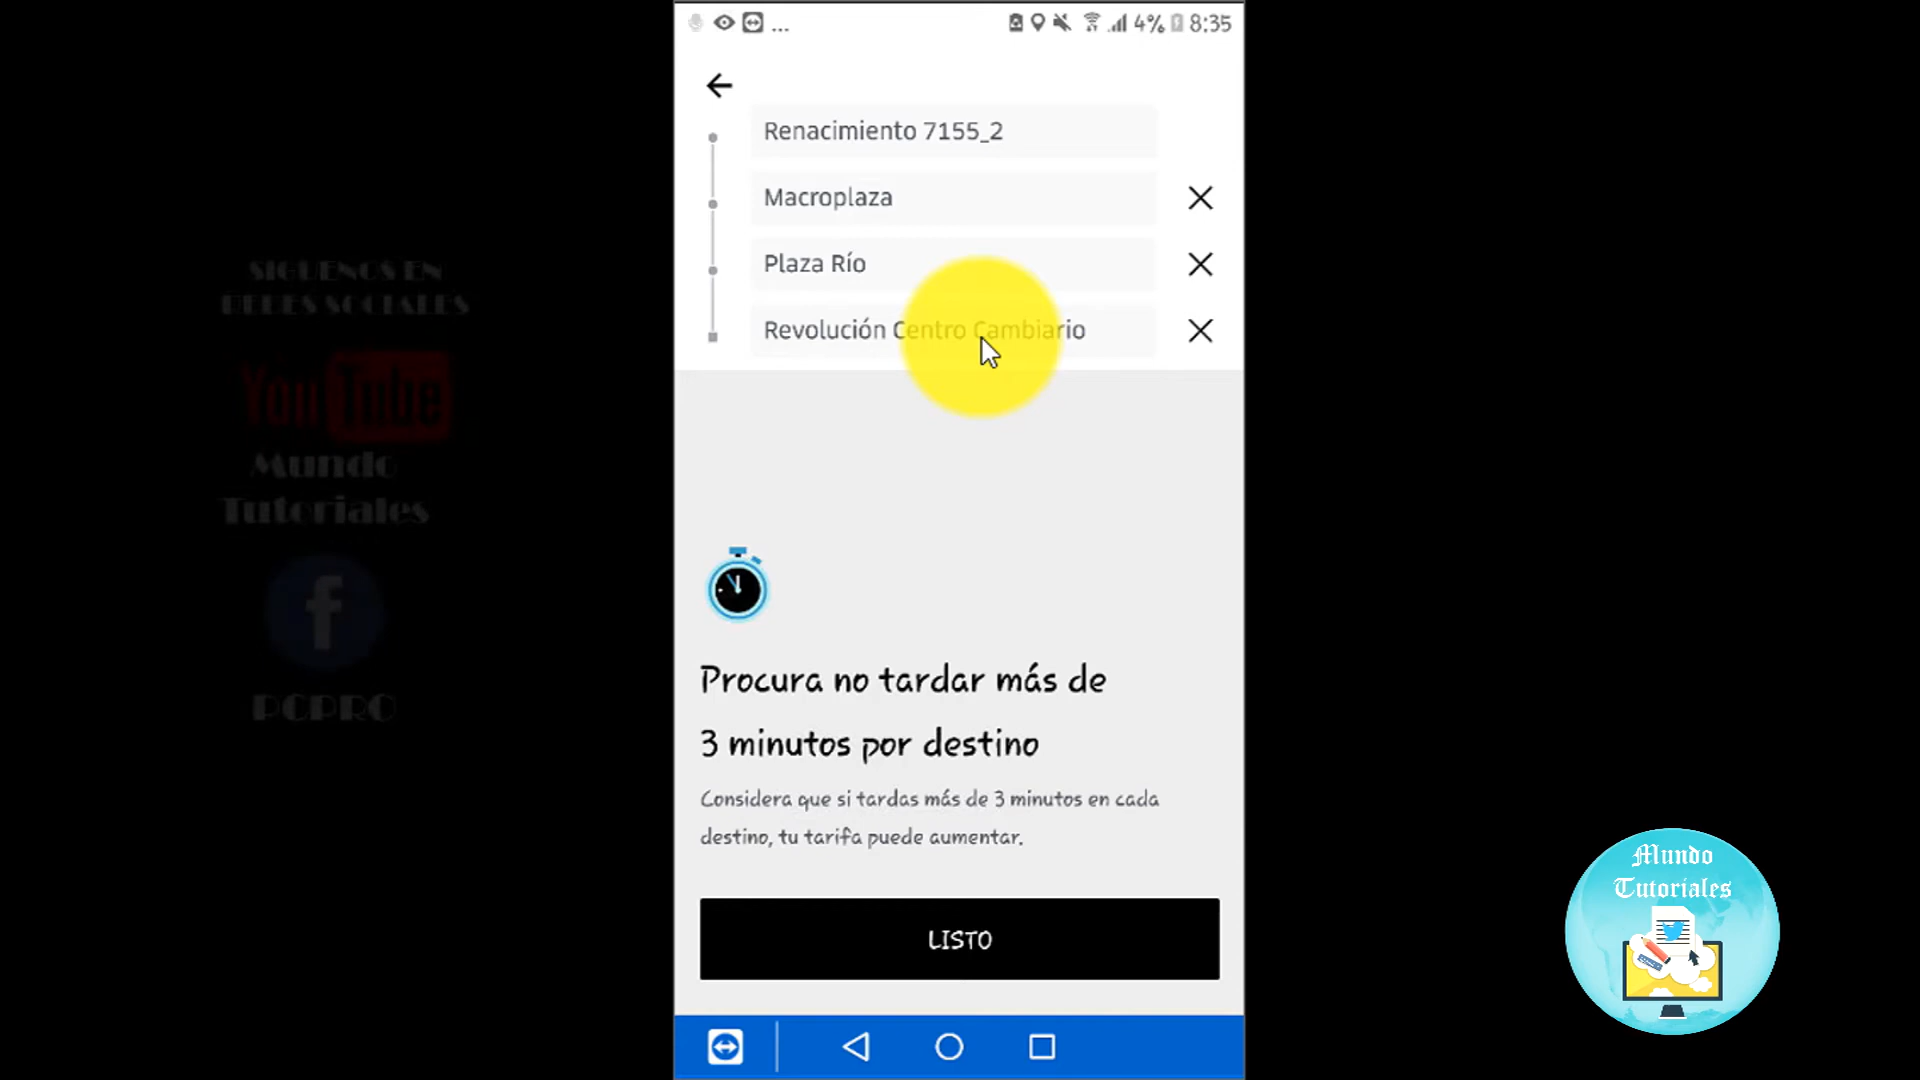 ... 4% 8:35
Renacimiento 7155_2
Macroplaza
Plaza Río
Revolución Centro Cambiario
Procura no tardar más de
3 minutos por destino
Considera que si tardas más de 3 minutos en cada
destino, tu tarifa puede aumentar.
LISTO
SIGUENOS EN
REDES SOCIALES
YouTube
Mundo
Tutoriales
f
PCPRO
Mundo
Tutoriales